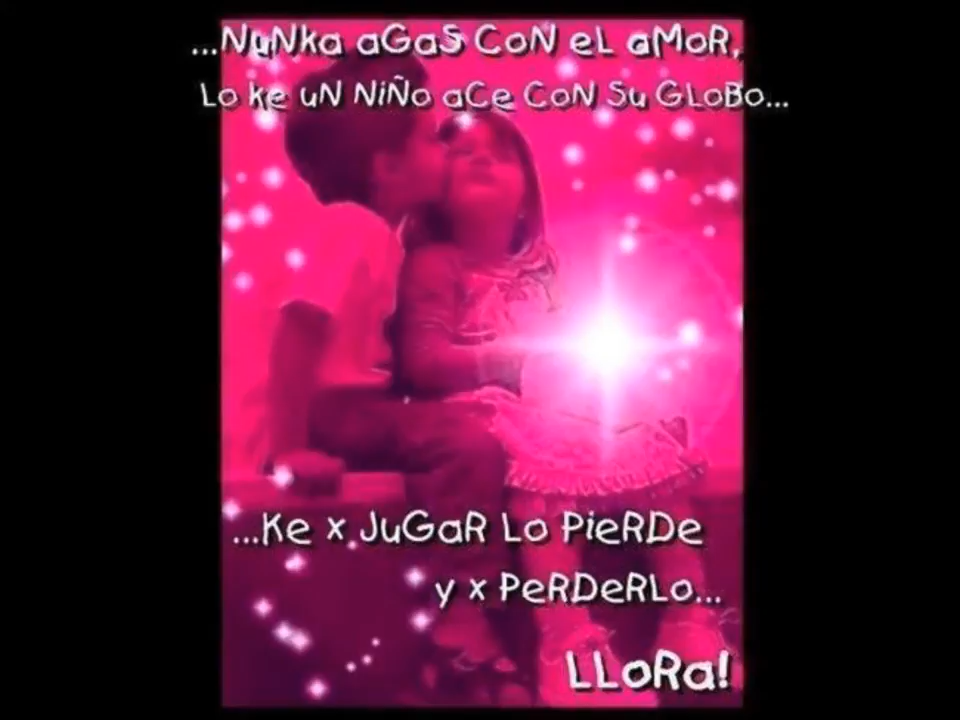 ...NuNka aGaS CoN eL aMoR,
Lo ke uN NiÑo aCe CoN Su GLoBo...
...Ke x JuGaR Lo PieRDe
y x PeRDeRLo...
LLoRa!